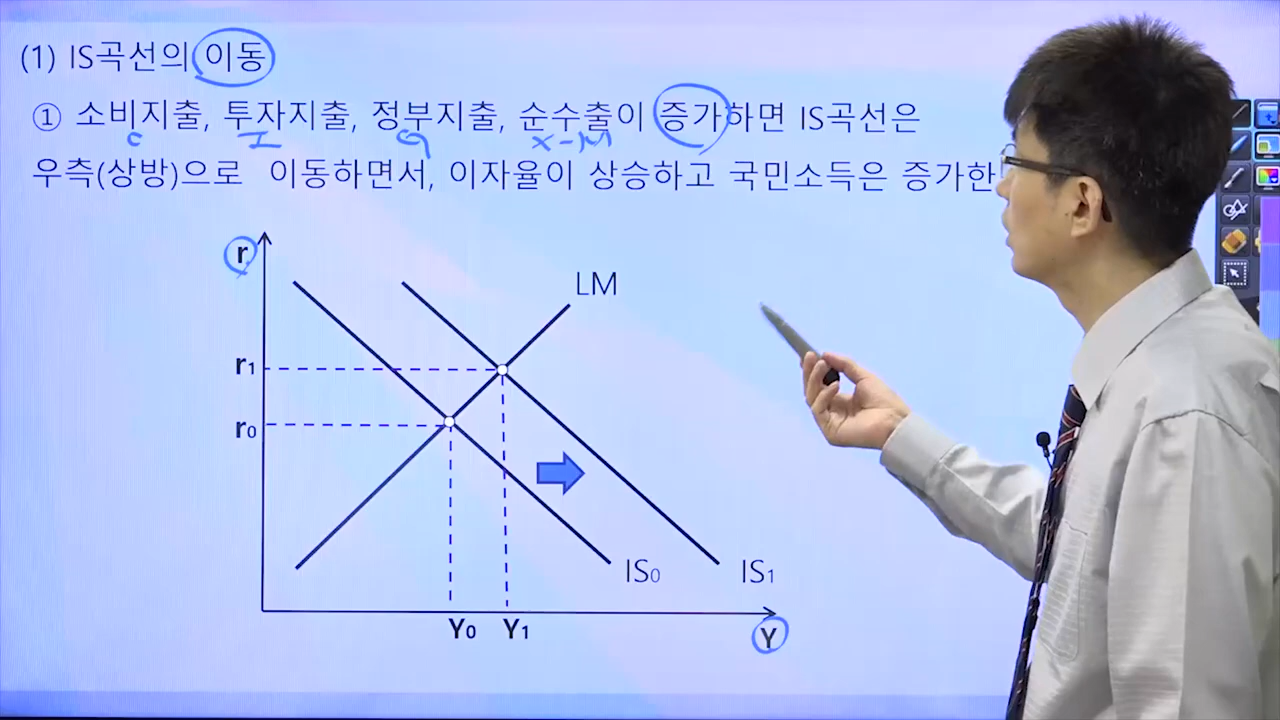 (1) IS곡선의 이동
① 소비지출, 투자지출, 정부지출, 순수출이 증가하면 IS곡선은
C I G X-M
우측(상방)으로 이동하면서, 이자율이 상승하고 국민소득은 증가한
r
LM
r1
r0
IS0 IS1
Y0 Y1 Y